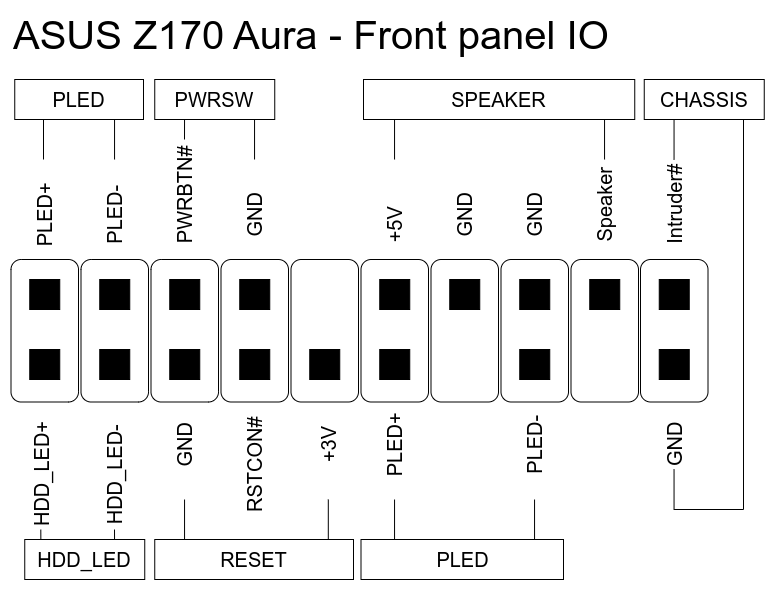 ASUS Z170 Aura - Front panel IO
PLED
PWRSW
SPEAKER
CHASSIS
PLED+
PLED-
PWRBTN#
GND
+5V
GND
GND
Speaker
Intruder#
HDD_LED+
HDD_LED-
GND
RSTCON#
+3V
PLED+
PLED-
GND
HDD_LED
RESET
PLED